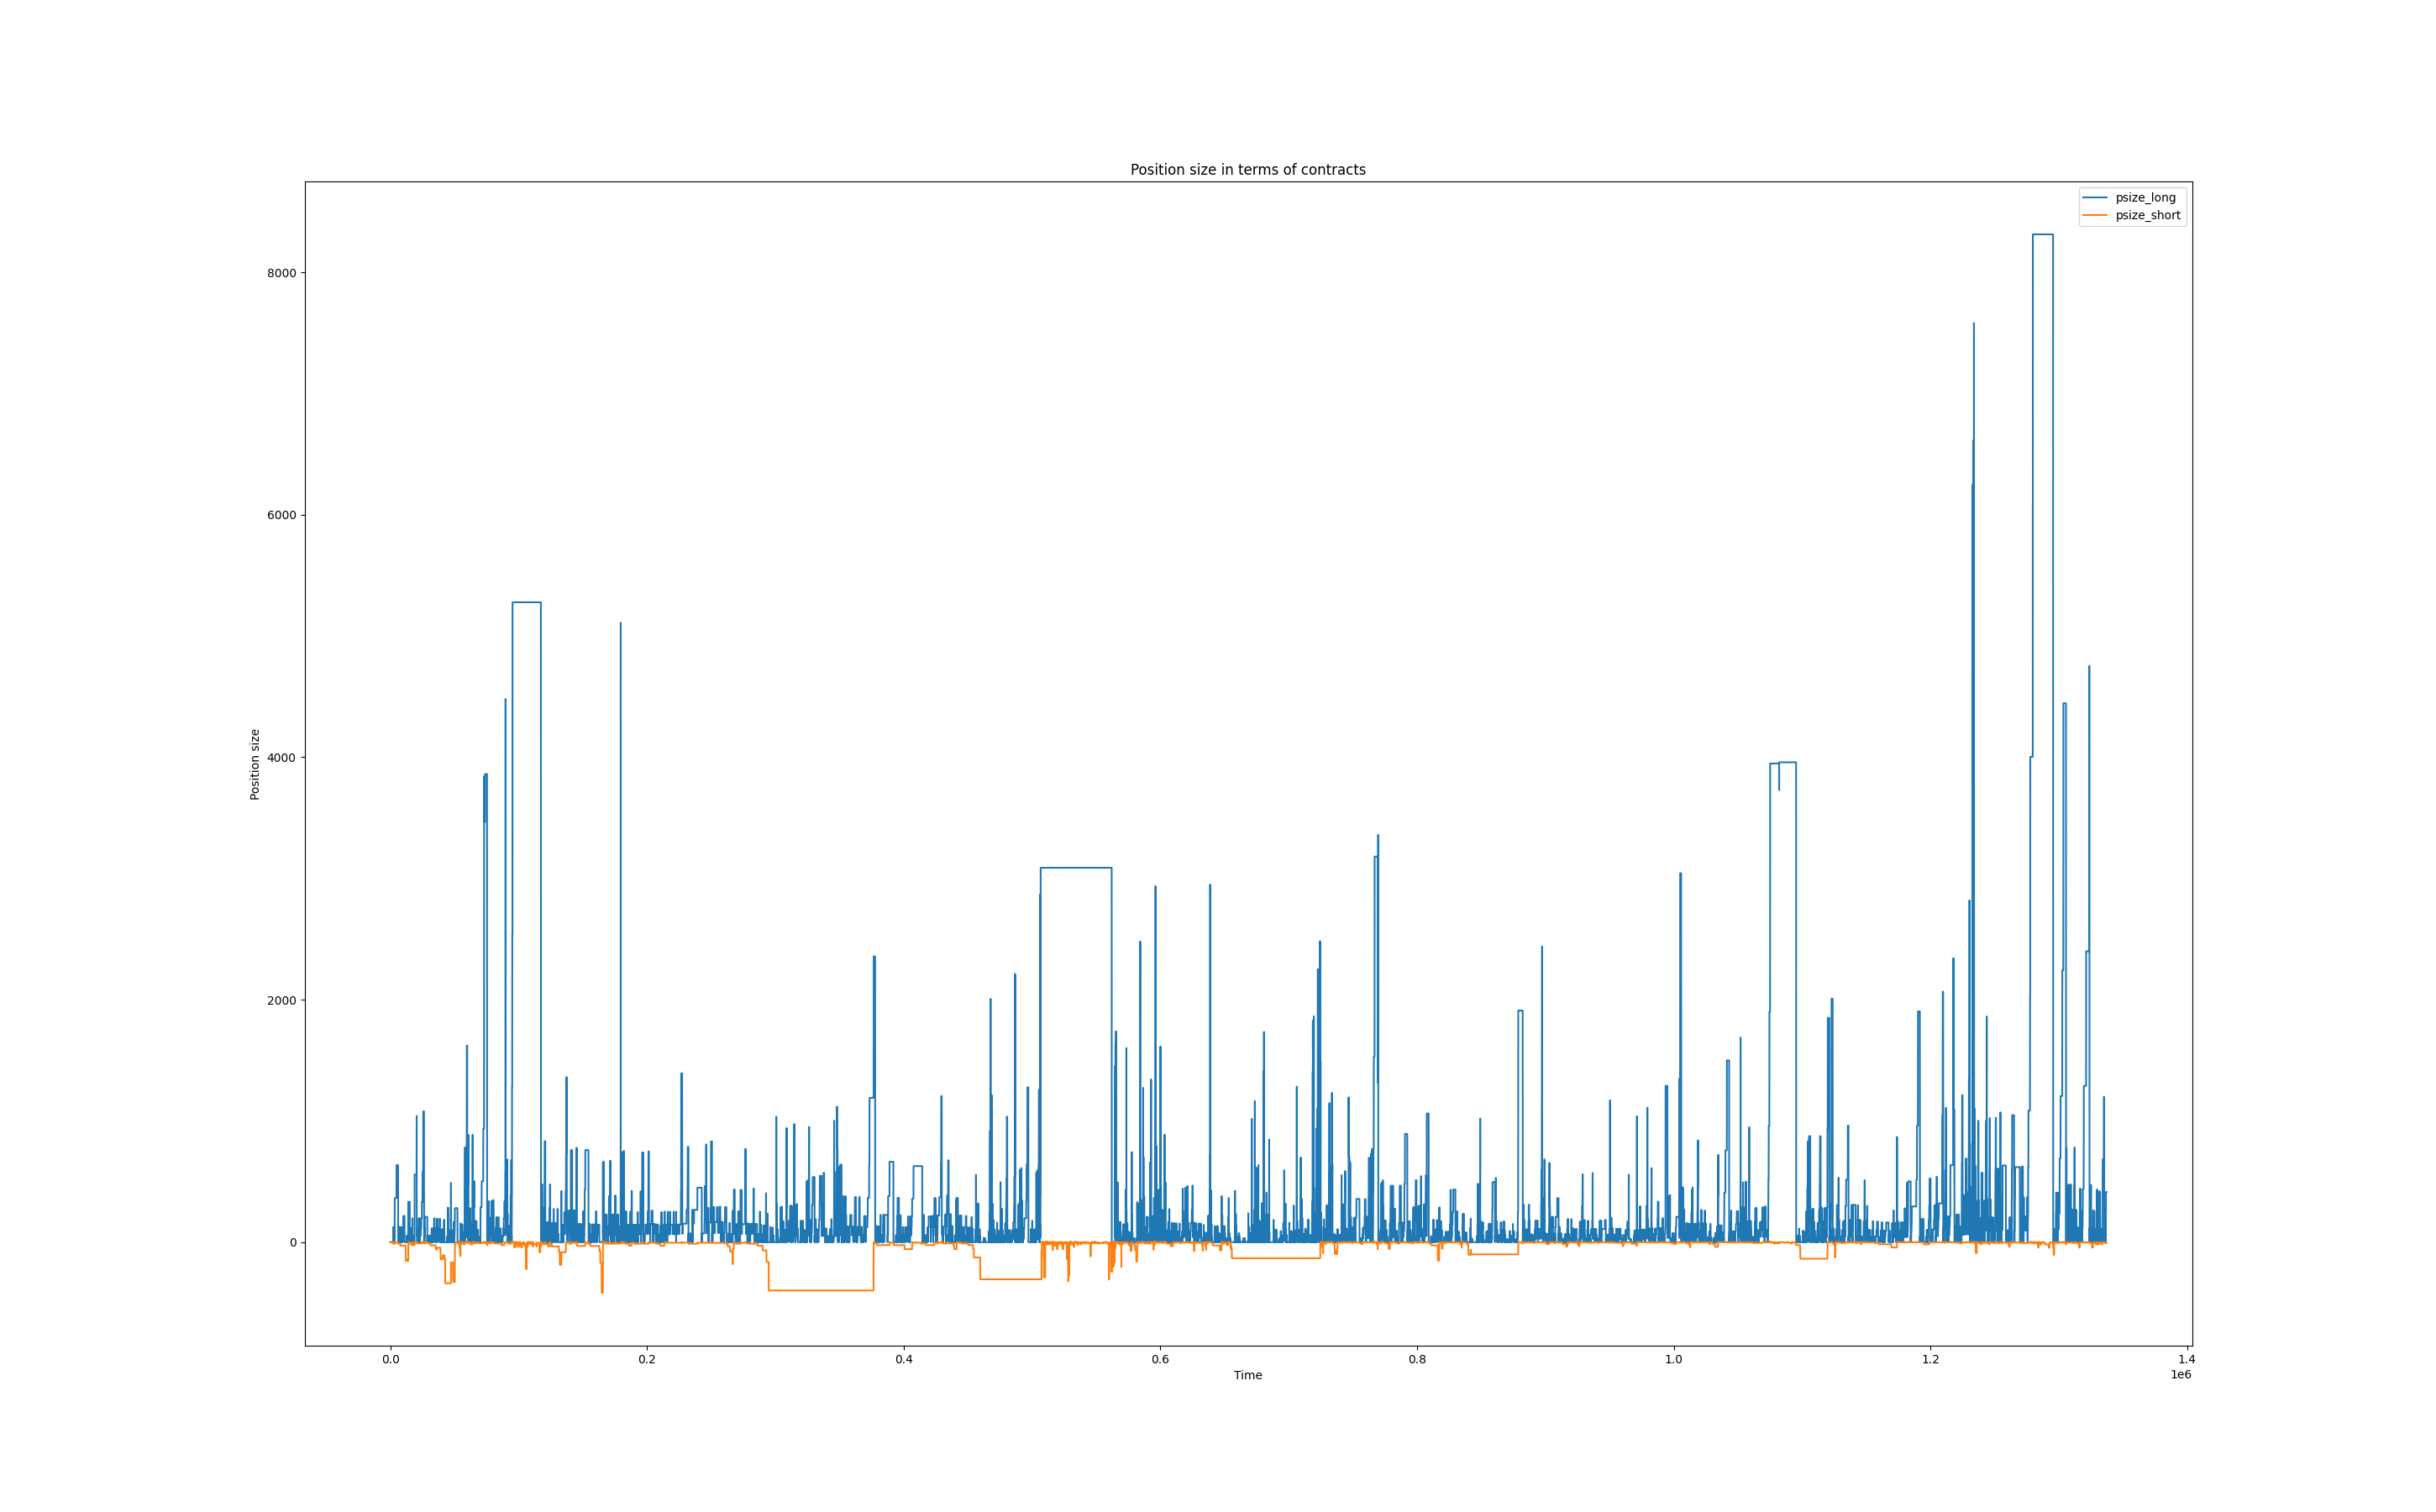 Position size in terms of contracts
psize_long
psize_short
8000
6000
4000
2000
0
Position size
0.0
0.2
0.4
0.6
0.8
1.0
1.2
1.4
Time
1e6